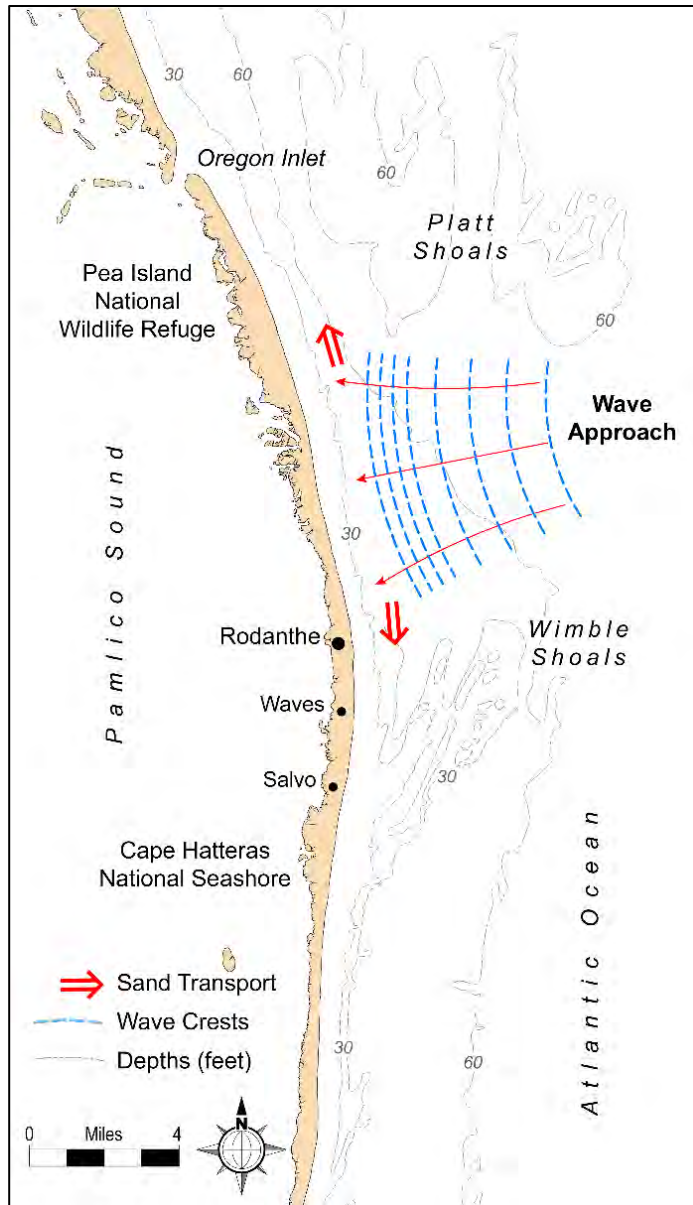 30
60
Oregon Inlet
60
Platt
Shoals
Pea Island
National
Wildlife Refuge
60
Wave
Approach
30
Pamlico Sound
Rodanthe
Wimble
Shoals
Waves
30
Salvo
Cape Hatteras
National Seashore
Atlantic Ocean
Sand Transport
Wave Crests
Depths (feet)
30
60
0 Miles 4
N